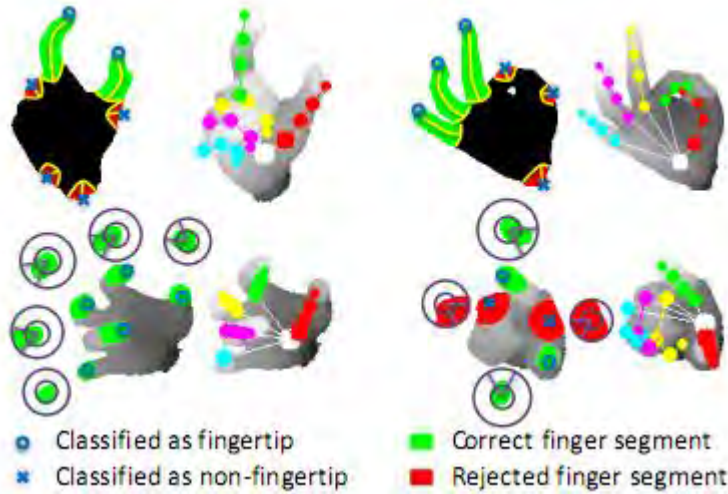 Classified as fingertip
Correct finger segment
Classified as non-fingertip
Rejected finger segment